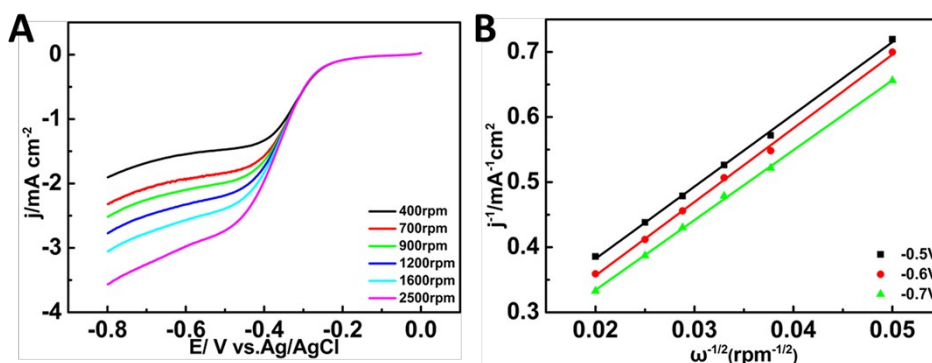 A
0
-1
-2
-3
-4
j/mA cm-2
400rpm
700rpm
900rpm
1200rpm
1600rpm
2500rpm
-0.8 -0.6 -0.4 -0.2 0.0
E/ V vs.Ag/AgCl
B
0.7
0.6
0.5
0.4
0.3
j-1/mA-1cm2
-0.5V
-0.6V
-0.7V
0.02 0.03 0.04 0.05
ω-1/2(rpm-1/2)